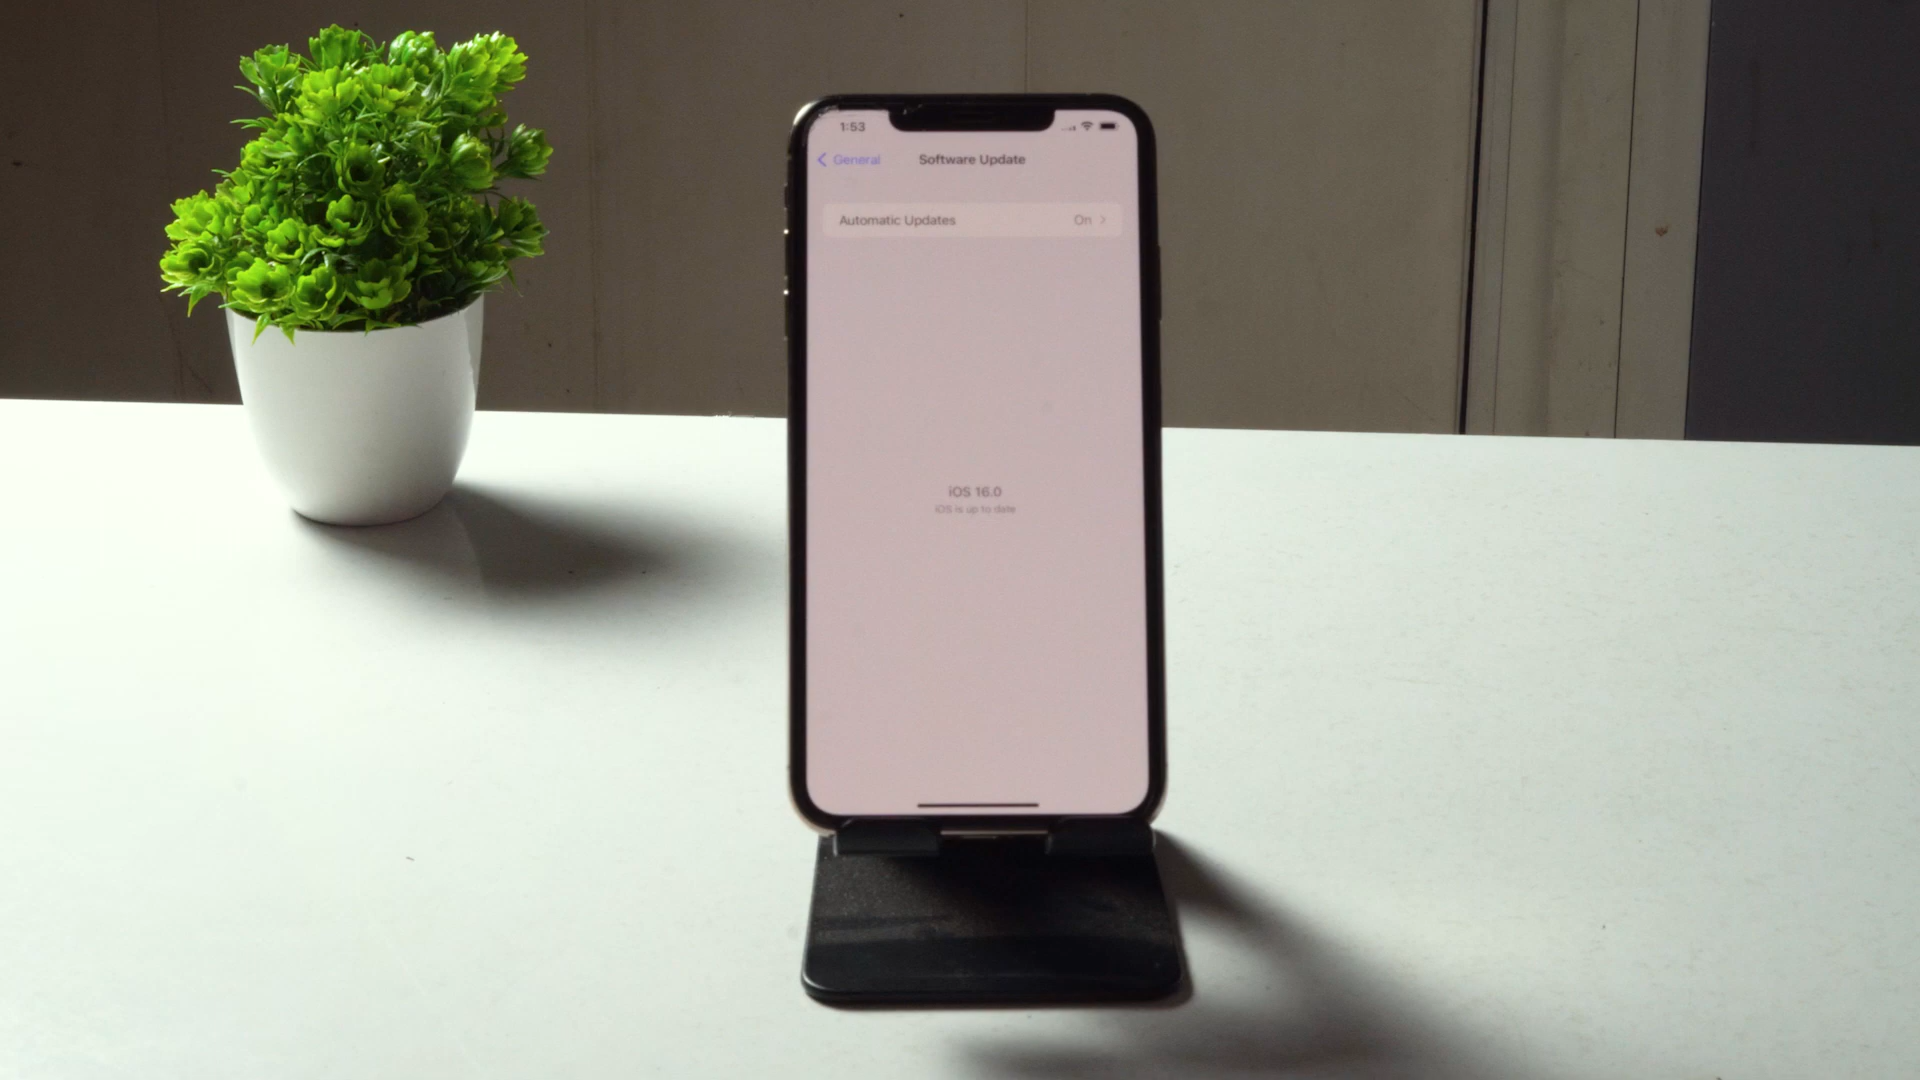 1:53
General
Software Update
Automatic Updates On
iOS 16.0
iOS is up to date